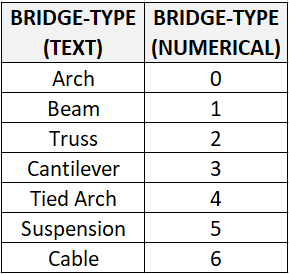 BRIDGE-TYPE (TEXT) BRIDGE-TYPE (NUMERICAL)
Arch 0
Beam 1
Truss 2
Cantilever 3
Tied Arch 4
Suspension 5
Cable 6